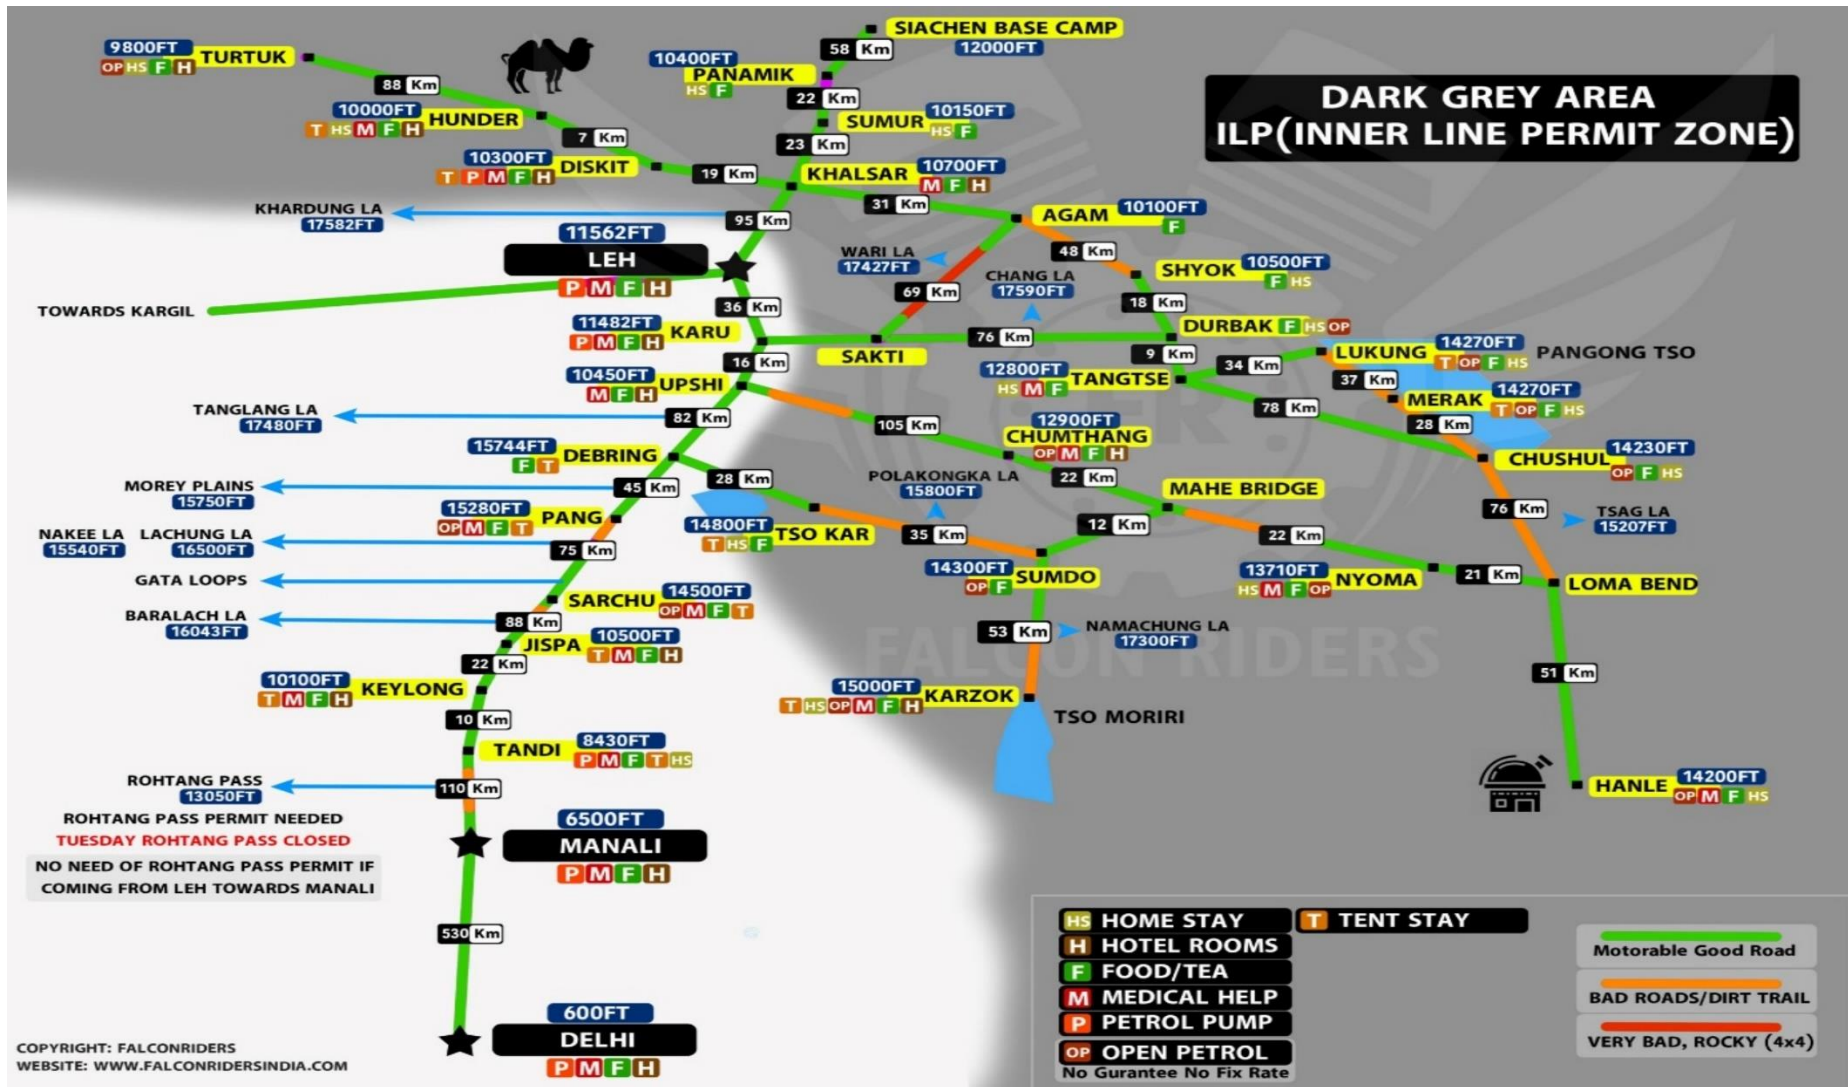 SIACHEN BASE CAMP
58 Km
12000FT
9800FT
TURTUK
OP HS F H
88 Km
10400FT
PANAMIK
HS F
22 Km
10000FT
HUNDER
T HS M F H
7 Km
10150FT
SUMUR
HS F
23 Km
DARK GREY AREA
ILP(INNER LINE PERMIT ZONE)
10300FT
DISKIT
T P M F H
19 Km
10700FT
KHALSAR
M F H
31 Km
KHARDUNG LA
17582FT
95 Km
10100FT
AGAM
F
11562FT
LEH
P M F H
WARI LA
17427FT
48 Km
10500FT
SHYOK
F HS
CHANG LA
17590FT
69 Km
18 Km
TOWARDS KARGIL
36 Km
11482FT
KARU
P M F H
76 Km
SAKTI
DURBAK F HS OP
9 Km
14270FT
LUKUNG
T OP F HS
PANGONG TSO
34 Km
16 Km
10450FT
UPSHI
M F H
12800FT
TANGTSE
HS M F
37 Km
14270FT
MERAK
T OP F HS
78 Km
28 Km
TANGLANG LA
17480FT
82 Km
105 Km
12900FT
CHUMTHANG
OP M F H
14230FT
CHUSHUL
OP F HS
15744FT
DEBRING
F T
28 Km
22 Km
POLAKONGKA LA
15800FT
MAHE BRIDGE
MOREY PLAINS
15750FT
45 Km
15280FT
PANG
OP M F T
14800FT
TSO KAR
T HS F
35 Km
12 Km
22 Km
76 Km
TSAG LA
15207FT
NAKEE LA
15540FT
LACHUNG LA
16500FT
75 Km
14300FT
SUMDO
OP F
13710FT
NYOMA
HS M F OP
21 Km
LOMA BEND
GATA LOOPS
14500FT
SARCHU
OP M F T
BARALACH LA
16043FT
88 Km
53 Km
NAMACHUNG LA
17300FT
10500FT
JISPA
T M F H
22 Km
FALCON RIDERS
51 Km
10100FT
KEYLONG
T M F H
15000FT
KARZOK
T HS OP M F H
TSO MORIRI
10 Km
8430FT
TANDI
P M F T HS
ROHTANG PASS
13050FT
110 Km
14200FT
HANLE
OP M F HS
ROHTANG PASS PERMIT NEEDED
TUESDAY ROHTANG PASS CLOSED
NO NEED OF ROHTANG PASS PERMIT IF
COMING FROM LEH TOWARDS MANALI
6500FT
MANALI
P M F H
530 Km
600FT
DELHI
P M F H
HS HOME STAY
T TENT STAY
H HOTEL ROOMS
F FOOD/TEA
M MEDICAL HELP
P PETROL PUMP
OP OPEN PETROL
No Gurantee No Fix Rate
Motorable Good Road
BAD ROADS/DIRT TRAIL
VERY BAD, ROCKY (4x4)
COPYRIGHT: FALCONRIDERS
WEBSITE: WWW.FALCONRIDERSINDIA.COM